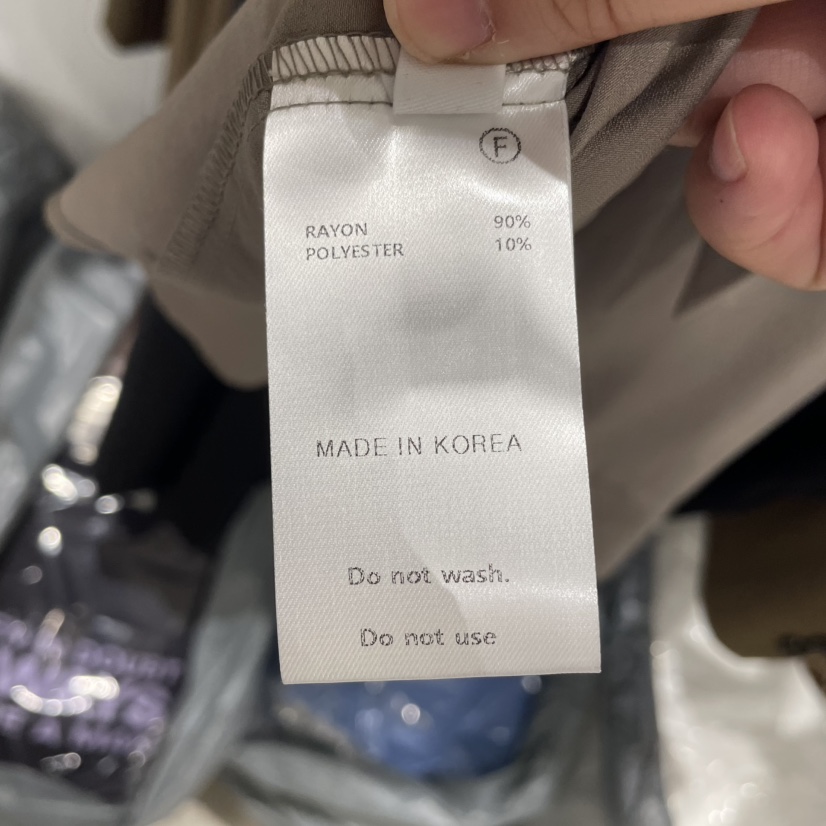 F
RAYON 90%
POLYESTER 10%
MADE IN KOREA
Do not wash.
Do not use